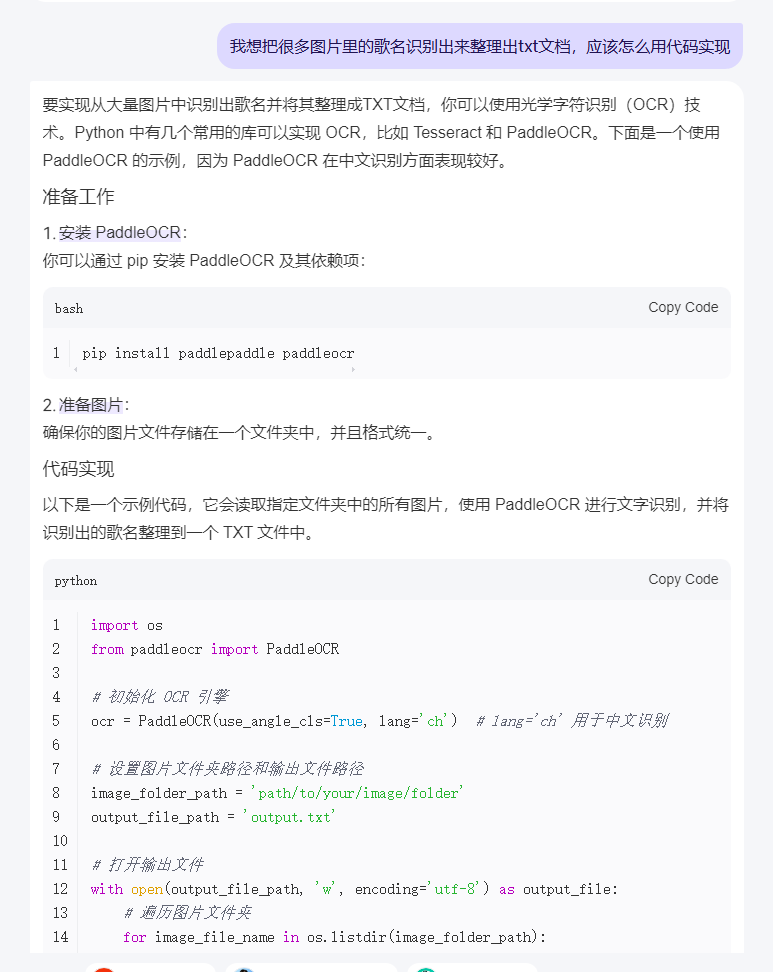 我想把很多图片里的歌名识别出来整理出txt文档，应该怎么用代码实现
要实现从大量图片中识别出歌名并将其整理成TXT文档，你可以使用光学字符识别（OCR）技
术。Python 中有几个常用的库可以实现 OCR，比如 Tesseract 和 PaddleOCR。下面是一个使用
PaddleOCR 的示例，因为 PaddleOCR 在中文识别方面表现较好。
准备工作
1. 安装 PaddleOCR：
你可以通过 pip 安装 PaddleOCR 及其依赖项：
bash Copy Code
1 pip install paddlepaddle paddleocr
2. 准备图片：
确保你的图片文件存储在一个文件夹中，并且格式统一。
代码实现
以下是一个示例代码，它会读取指定文件夹中的所有图片，使用 PaddleOCR 进行文字识别，并将
识别出的歌名整理到一个 TXT 文件中。
python Copy Code
1 import os
2 from paddleocr import PaddleOCR
3
4 # 初始化 OCR 引擎
5 ocr = PaddleOCR(use_angle_cls=True, lang='ch')  # lang='ch' 用于中文识别
6
7 # 设置图片文件夹路径和输出文件路径
8 image_folder_path = 'path/to/your/image/folder'
9 output_file_path = 'output.txt'
10
11 # 打开输出文件
12 with open(output_file_path, 'w', encoding='utf-8') as output_file:
13     # 遍历图片文件夹
14     for image_file_name in os.listdir(image_folder_path):